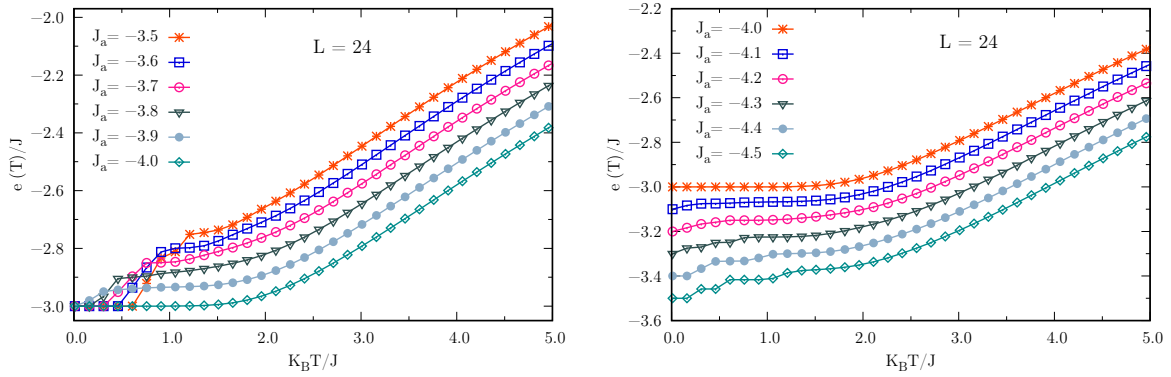 −2.0
−2.2
−2.4
−2.6
−2.8
−3.0
e (T)/J
J_a= −3.5
J_a= −3.6
J_a= −3.7
J_a= −3.8
J_a= −3.9
J_a= −4.0
L = 24
0.0 1.0 2.0 3.0 4.0 5.0
K_BT/J
−2.2
−2.4
−2.6
−2.8
−3.0
−3.2
−3.4
−3.6
e (T)/J
J_a= −4.0
J_a= −4.1
J_a= −4.2
J_a= −4.3
J_a= −4.4
J_a= −4.5
L = 24
0.0 1.0 2.0 3.0 4.0 5.0
K_BT/J